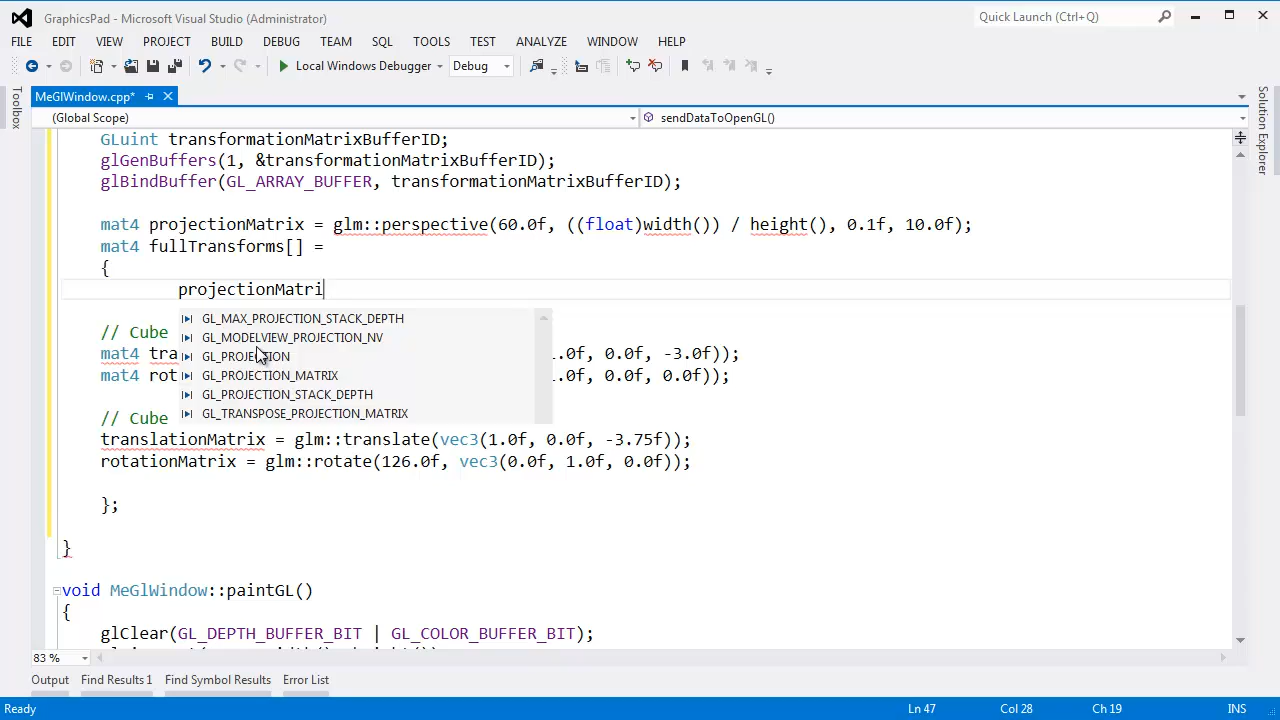 GraphicsPad - Microsoft Visual Studio (Administrator)
Quick Launch (Ctrl+Q)
FILE EDIT VIEW PROJECT BUILD DEBUG TEAM SQL TOOLS TEST ANALYZE WINDOW HELP
Local Windows Debugger Debug
MeGlWindow.cpp*
Toolbox
Solution Explorer
(Global Scope) sendDataToOpenGL()
GLuint transformationMatrixBufferID;
glGenBuffers(1, &transformationMatrixBufferID);
glBindBuffer(GL_ARRAY_BUFFER, transformationMatrixBufferID);
mat4 projectionMatrix = glm::perspective(60.0f, ((float)width()) / height(), 0.1f, 10.0f);
mat4 fullTransforms[] =
{
projectionMatri
GL_MAX_PROJECTION_STACK_DEPTH
// Cube
GL_MODELVIEW_PROJECTION_NV
mat4 tra GL_PROJECTION .0f, 0.0f, -3.0f));
mat4 rot GL_PROJECTION_MATRIX .0f, 0.0f, 0.0f));
GL_PROJECTION_STACK_DEPTH
// Cube GL_TRANSPOSE_PROJECTION_MATRIX
translationMatrix = glm::translate(vec3(1.0f, 0.0f, -3.75f));
rotationMatrix = glm::rotate(126.0f, vec3(0.0f, 1.0f, 0.0f));
};
}
void MeGlWindow::paintGL()
{
glClear(GL_DEPTH_BUFFER_BIT | GL_COLOR_BUFFER_BIT);
83 %
Output Find Results 1 Find Symbol Results Error List
Ready Ln 47 Col 28 Ch 19 INS